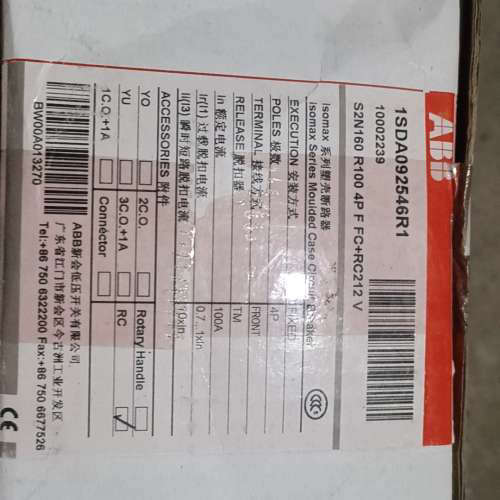 ABB
1SDA092546R1
10002239
S2N160 R100 4P F FC+RC212 V
Isomax 系列塑壳断路器
Isomax Series Moulded Case Circuit Breaker
EXECUTION 安装方式 FIXED
POLES 级数 4P
TERMINAL 接线方式 FRONT
RELEASE 脱扣器 TM
In 额定电流 100A
Ir(I1) 过载脱扣电流 0.7..1xIn
Ii(I3) 瞬时短路脱扣电流 10xIn
ACCESSORIES 附件
YO 2C.O. Rotary Handle
YU 3C.O.+1A RC
1C.O.+1A Connector
BW00A013270
ABB新会低压开关有限公司
广东省江门市新会区今古洲工业开发区
Tel:+86 750 6322200 Fax:+86 750 6677526
CCC
CE